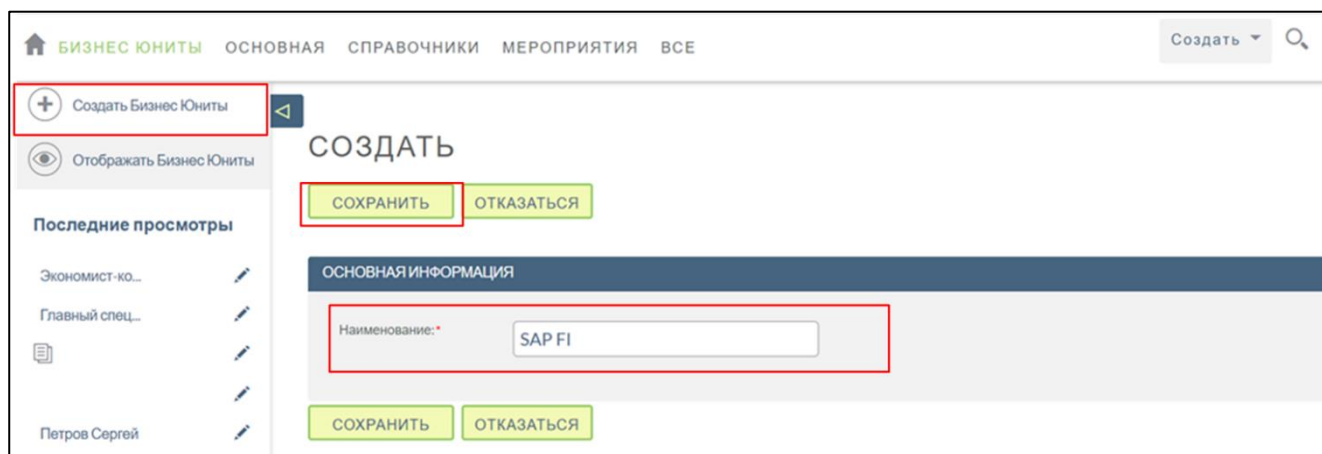 БИЗНЕС ЮНИТЫ ОСНОВНАЯ СПРАВОЧНИКИ МЕРОПРИЯТИЯ ВСЕ Создать
Создать Бизнес Юниты
Отображать Бизнес Юниты
Последние просмотры
Экономист-ко...
Главный спец...
Петров Сергей
СОЗДАТЬ
СОХРАНИТЬ ОТКАЗАТЬСЯ
ОСНОВНАЯ ИНФОРМАЦИЯ
Наименование:* SAP FI
СОХРАНИТЬ ОТКАЗАТЬСЯ